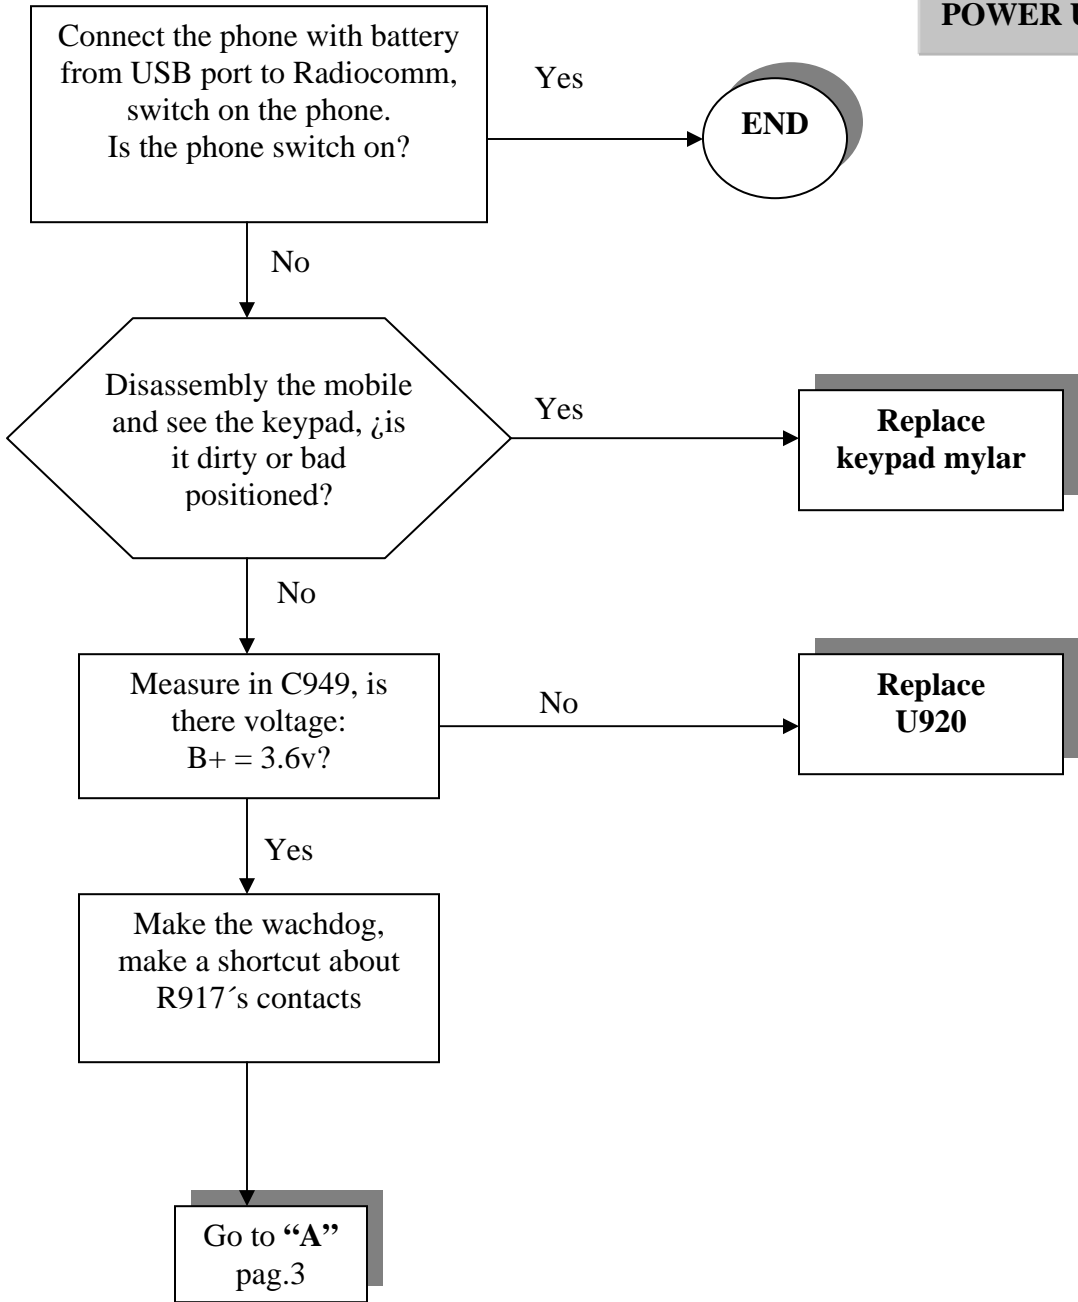 POWER U
Connect the phone with battery
from USB port to Radiocomm,
switch on the phone.
Is the phone switch on?
Yes
END
No
Disassembly the mobile
and see the keypad, ¿is
it dirty or bad
positioned?
Yes
Replace
keypad mylar
No
Measure in C949, is
there voltage:
B+ = 3.6v?
No
Replace
U920
Yes
Make the wachdog,
make a shortcut about
R917´s contacts
Go to “A”
pag.3